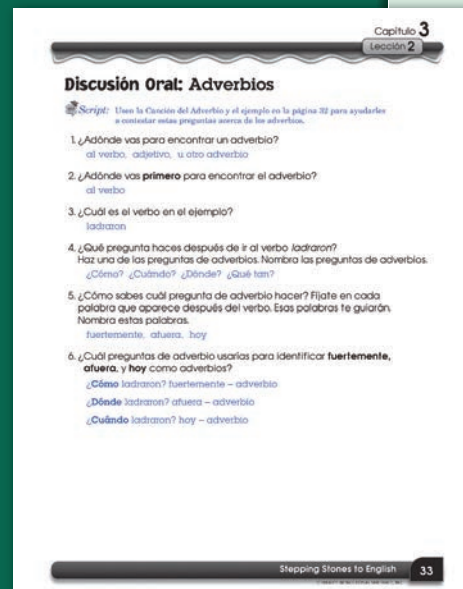 Capítulo 3
Lección 2
Discusión Oral: Adverbios
Script: Usen la Canción del Adverbio y el ejemplo en la página 32 para ayudarles
a contestar estas preguntas acerca de los adverbios.
1. ¿Adónde vas para encontrar un adverbio?
al verbo, adjetivo, u otro adverbio
2. ¿Adónde vas primero para encontrar el adverbio?
al verbo
3. ¿Cuál es el verbo en el ejemplo?
ladraron
4. ¿Qué pregunta haces después de ir al verbo ladraron?
Haz una de las preguntas de adverbios. Nombra las preguntas de adverbios.
¿Cómo? ¿Cuándo? ¿Dónde? ¿Qué tan?
5. ¿Cómo sabes cuál pregunta de adverbio hacer? Fíjate en cada
palabra que aparece después del verbo. Esas palabras te guiarán.
Nombra estas palabras.
fuertemente, afuera, hoy
6. ¿Cuál preguntas de adverbio usarías para identificar fuertemente,
afuera, y hoy como adverbios?
¿Cómo ladraron? fuertemente – adverbio
¿Dónde ladraron? afuera – adverbio
¿Cuándo ladraron? hoy – adverbio
Stepping Stones to English 33